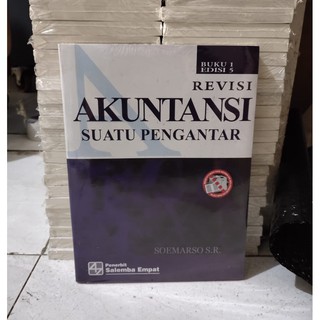 BUKU 1
EDISI 5
REVISI
AKUNTANSI
SUATU PENGANTAR
SOEMARSO S.R.
Penerbit
Salemba Empat